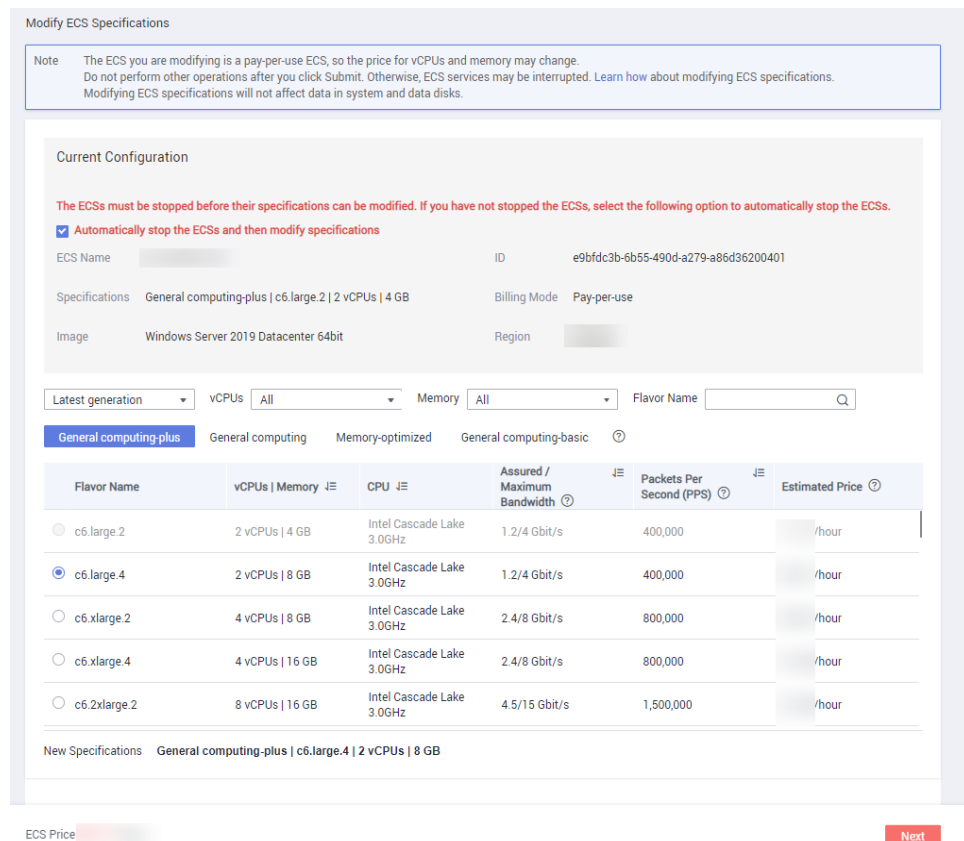 Modify ECS Specifications
Note The ECS you are modifying is a pay-per-use ECS, so the price for vCPUs and memory may change.
Do not perform other operations after you click Submit. Otherwise, ECS services may be interrupted. Learn how about modifying ECS specifications.
Modifying ECS specifications will not affect data in system and data disks.
Current Configuration
The ECSs must be stopped before their specifications can be modified. If you have not stopped the ECSs, select the following option to automatically stop the ECSs.
Automatically stop the ECSs and then modify specifications
ECS Name ID e9bfdc3b-6b55-490d-a279-a86d36200401
Specifications General computing-plus | c6.large.2 | 2 vCPUs | 4 GB Billing Mode Pay-per-use
Image Windows Server 2019 Datacenter 64bit Region
Latest generation vCPUs All Memory All Flavor Name
General computing-plus General computing Memory-optimized General computing-basic
Flavor Name vCPUs | Memory CPU Assured / Maximum Bandwidth Packets Per Second (PPS) Estimated Price
c6.large.2 2 vCPUs | 4 GB Intel Cascade Lake 3.0GHz 1.2/4 Gbit/s 400,000 /hour
c6.large.4 2 vCPUs | 8 GB Intel Cascade Lake 3.0GHz 1.2/4 Gbit/s 400,000 /hour
c6.xlarge.2 4 vCPUs | 8 GB Intel Cascade Lake 3.0GHz 2.4/8 Gbit/s 800,000 /hour
c6.xlarge.4 4 vCPUs | 16 GB Intel Cascade Lake 3.0GHz 2.4/8 Gbit/s 800,000 /hour
c6.2xlarge.2 8 vCPUs | 16 GB Intel Cascade Lake 3.0GHz 4.5/15 Gbit/s 1,500,000 /hour
New Specifications General computing-plus | c6.large.4 | 2 vCPUs | 8 GB
ECS Price
Next